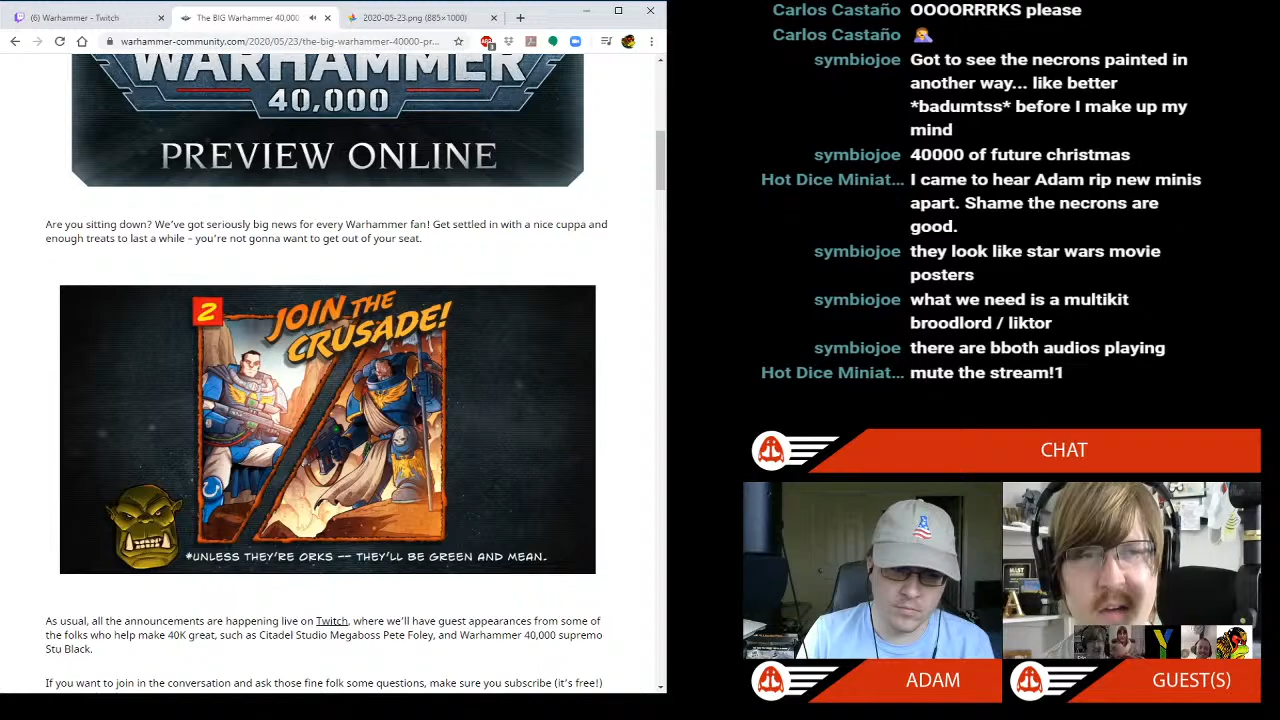 (6) Warhammer - Twitch
The BIG Warhammer 40,000
2020-05-23.png (885×1000)
warhammer-community.com/2020/05/23/the-big-warhammer-40000-pr...
WARHAMMER
40,000
PREVIEW ONLINE
Are you sitting down? We've got seriously big news for every Warhammer fan! Get settled in with a nice cuppa and
enough treats to last a while – you're not gonna want to get out of your seat.
2
JOIN THE
CRUSADE!
*UNLESS THEY'RE ORKS -- THEY'LL BE GREEN AND MEAN.
As usual, all the announcements are happening live on Twitch, where we'll have guest appearances from some of
the folks who help make 40K great, such as Citadel Studio Megaboss Pete Foley, and Warhammer 40,000 supremo
Stu Black.
If you want to join in the conversation and ask those fine folk some questions, make sure you subscribe (it's free!)
Carlos Castaño OOOORRRKS please
Carlos Castaño 🤦
symbiojoe Got to see the necrons painted in
another way... like better
*badumtss* before I make up my
mind
symbiojoe 40000 of future christmas
Hot Dice Miniat... I came to hear Adam rip new minis
apart. Shame the necrons are
good.
symbiojoe they look like star wars movie
posters
symbiojoe what we need is a multikit
broodlord / liktor
symbiojoe there are bboth audios playing
Hot Dice Miniat... mute the stream!1
CHAT
ADAM
GUEST(S)